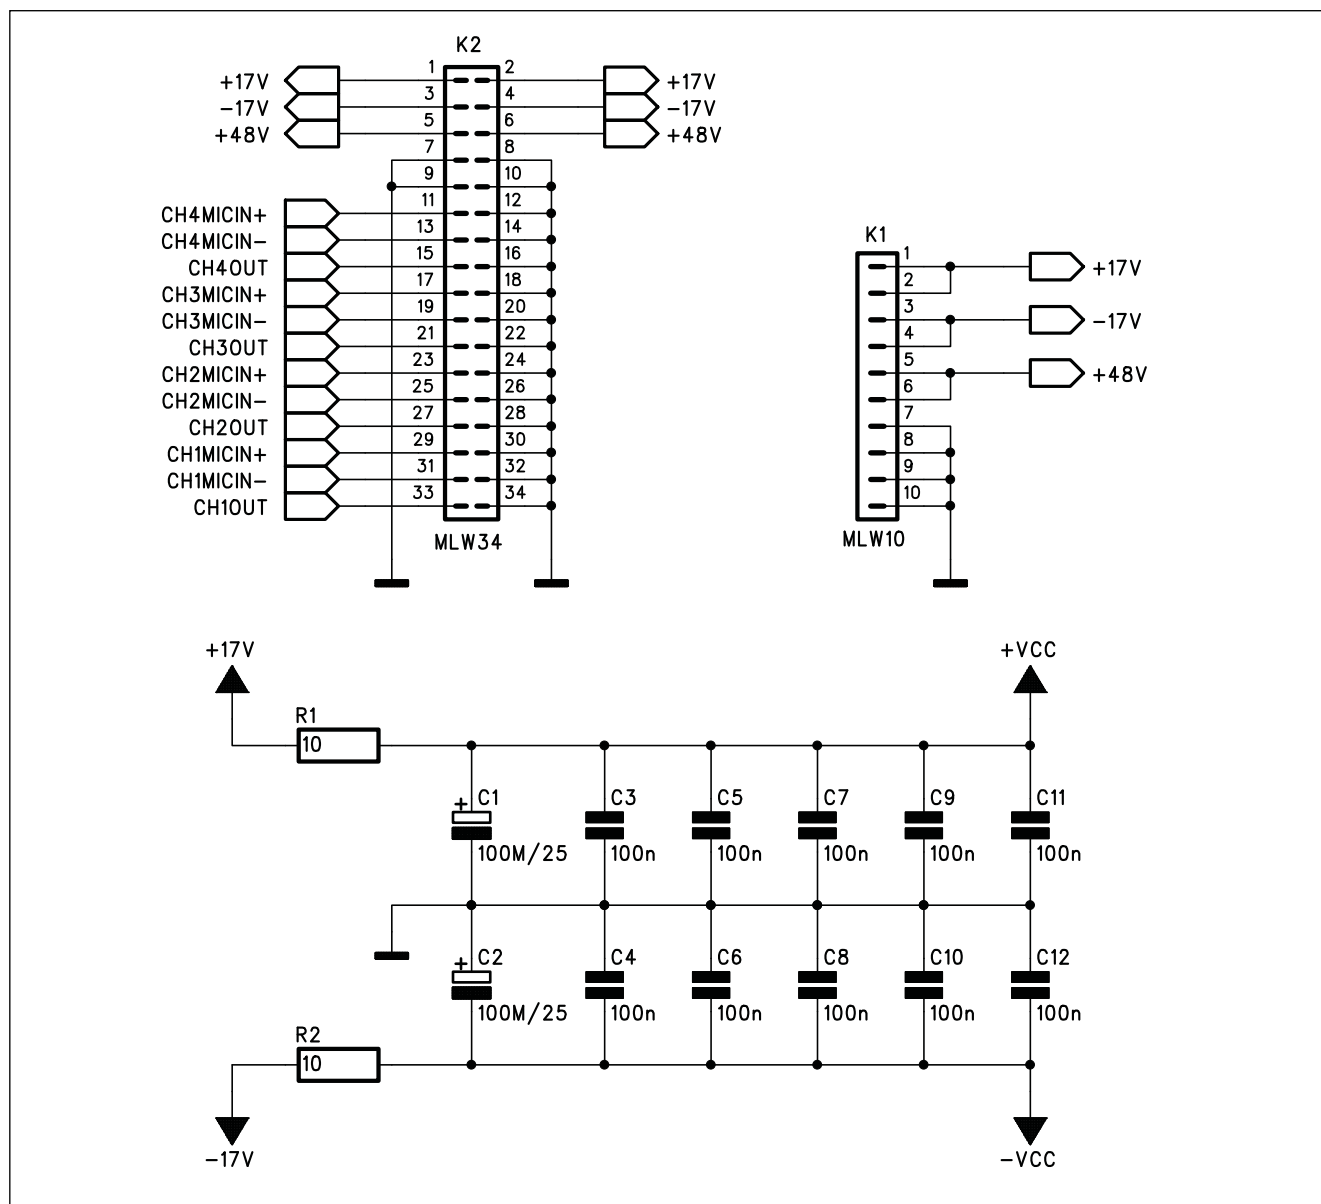 K2
+17V 1 2 +17V
-17V 3 4 -17V
+48V 5 6 +48V
7 8
9 10
CH4MICIN+ 11 12
CH4MICIN- 13 14
CH4OUT 15 16
CH3MICIN+ 17 18
CH3MICIN- 19 20
CH3OUT 21 22
CH2MICIN+ 23 24
CH2MICIN- 25 26
CH2OUT 27 28
CH1MICIN+ 29 30
CH1MICIN- 31 32
CH1OUT 33 34
MLW34
K1
1 +17V
2
3 -17V
4
5 +48V
6
7
8
9
10
MLW10
+17V +VCC
R1
10
+ C1 C3 C5 C7 C9 C11
100M/25 100n 100n 100n 100n 100n
+ C2 C4 C6 C8 C10 C12
100M/25 100n 100n 100n 100n 100n
R2
10
-17V -VCC